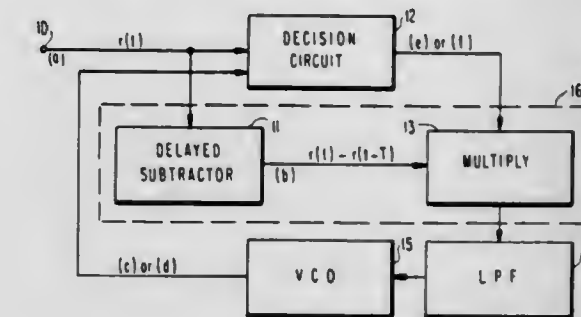 10
(a)
r(t)
12
DECISION
CIRCUIT
(e) or (f)
16
11
DELAYED
SUBTRACTOR
r(t) - r(t-T)
(b)
13
MULTIPLY
(c) or (d)
15
VCO
LPF